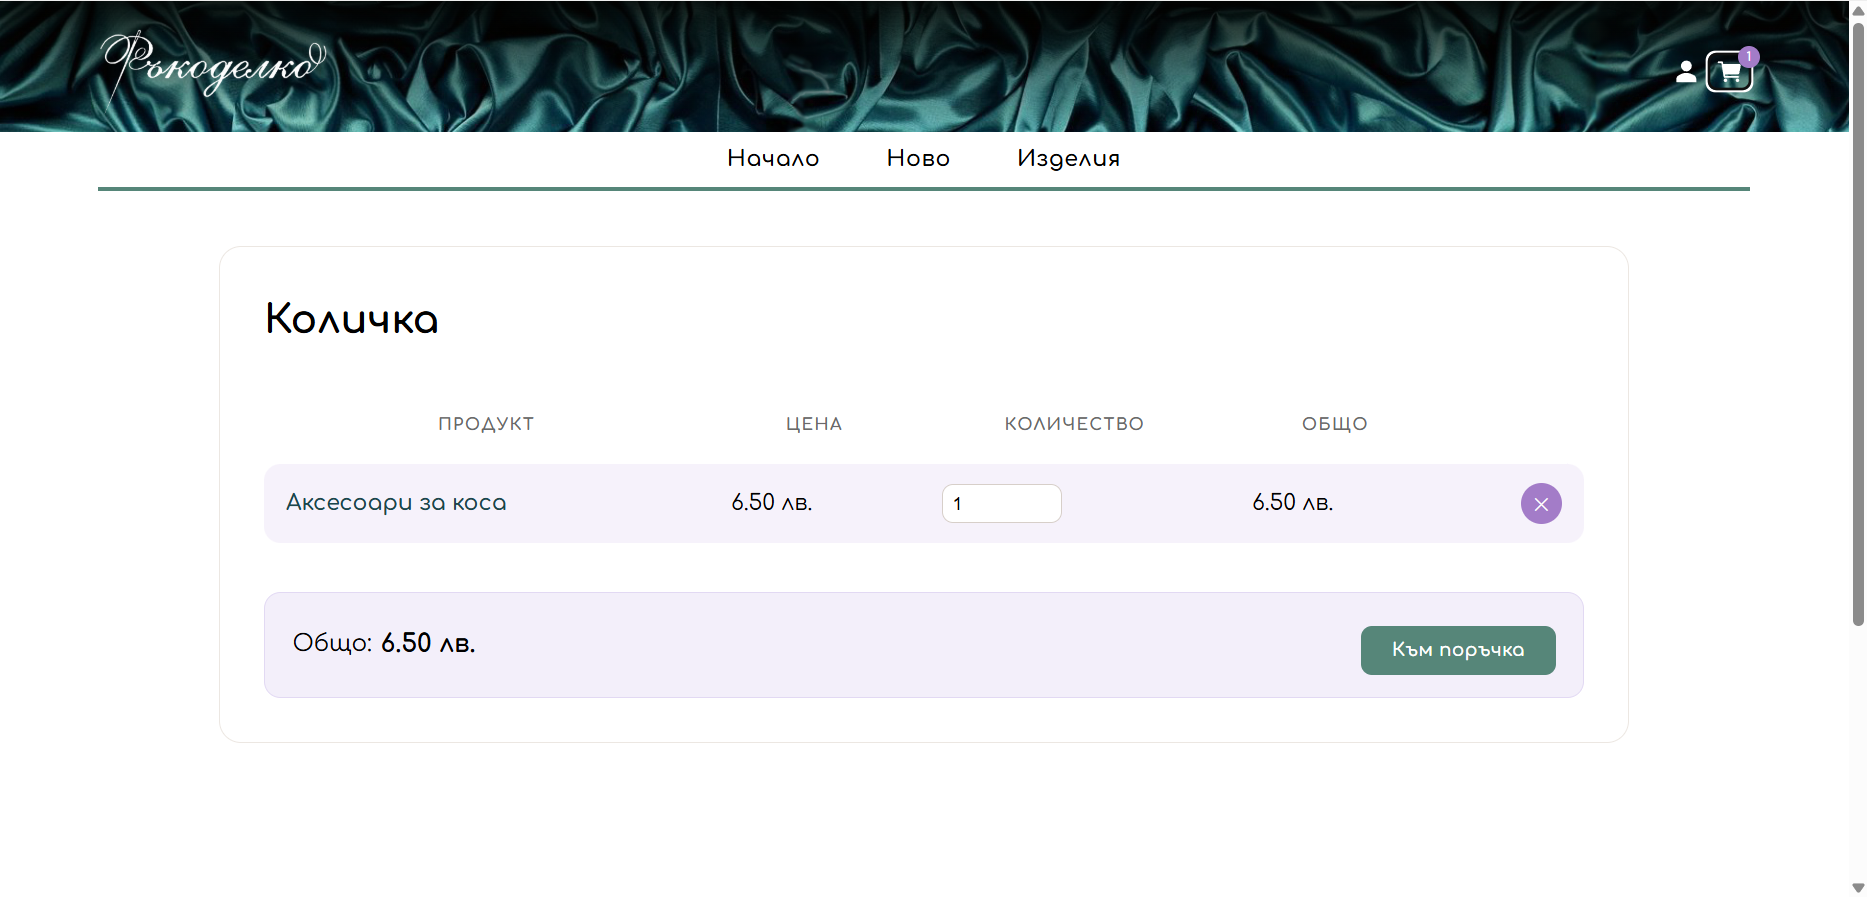 Ръкоделко
1
Начало Ново Изделия
Количка
ПРОДУКТ ЦЕНА КОЛИЧЕСТВО ОБЩО
Аксесоари за коса 6.50 лв. 1 6.50 лв.
Общо: 6.50 лв. Към поръчка